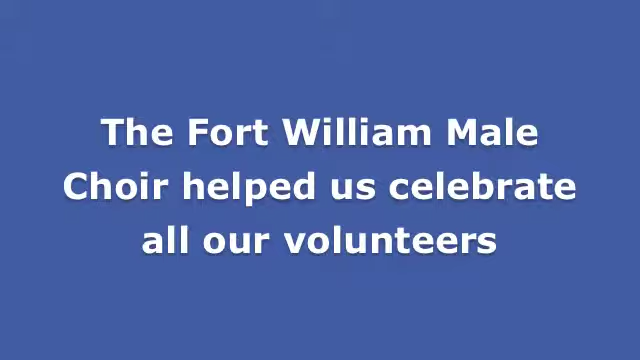 The Fort William Male
Choir helped us celebrate
all our volunteers